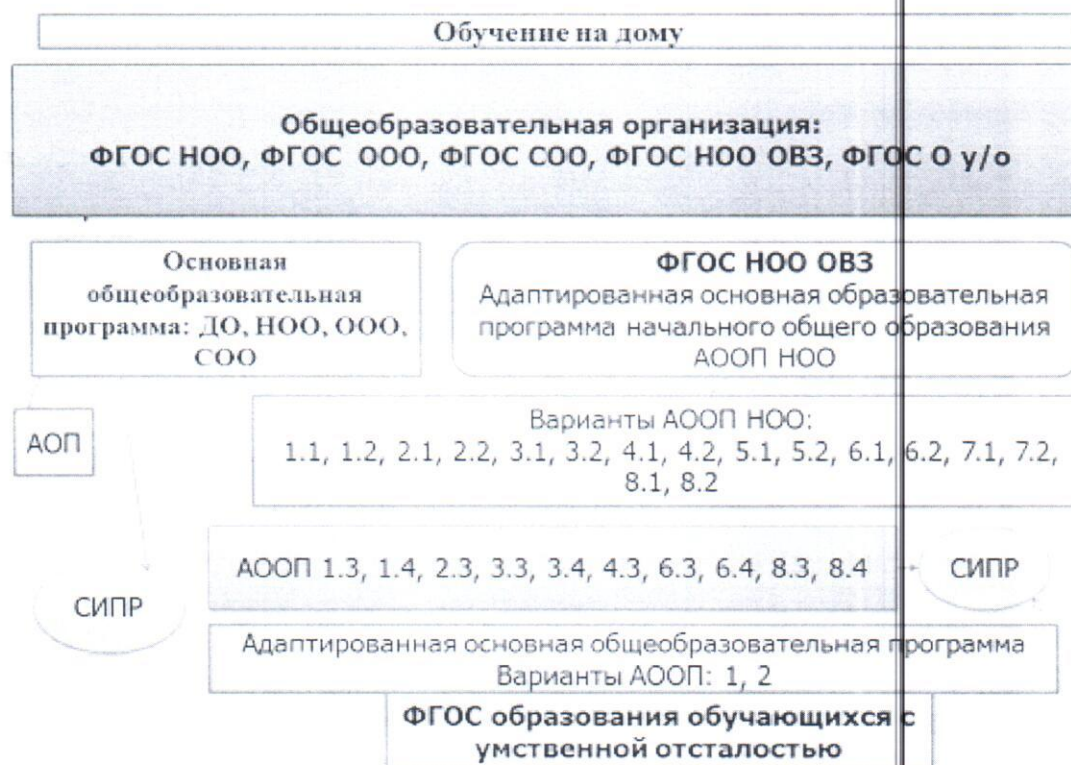 Обучение на дому
Общеобразовательная организация:
ФГОС НОО, ФГОС ООО, ФГОС СОО, ФГОС НОО ОВЗ, ФГОС О у/о
Основная
общеобразовательная
программа: ДО, НОО, ООО,
СОО
ФГОС НОО ОВЗ
Адаптированная основная образовательная
программа начального общего образования
АООП НОО
АОП
Варианты АООП НОО:
1.1, 1.2, 2.1, 2.2, 3.1, 3.2, 4.1, 4.2, 5.1, 5.2, 6.1, 6.2, 7.1, 7.2,
8.1, 8.2
АООП 1.3, 1.4, 2.3, 3.3, 3.4, 4.3, 6.3, 6.4, 8.3, 8.4
СИПР
СИПР
Адаптированная основная общеобразовательная программа
Варианты АООП: 1, 2
ФГОС образования обучающихся с
умственной отсталостью